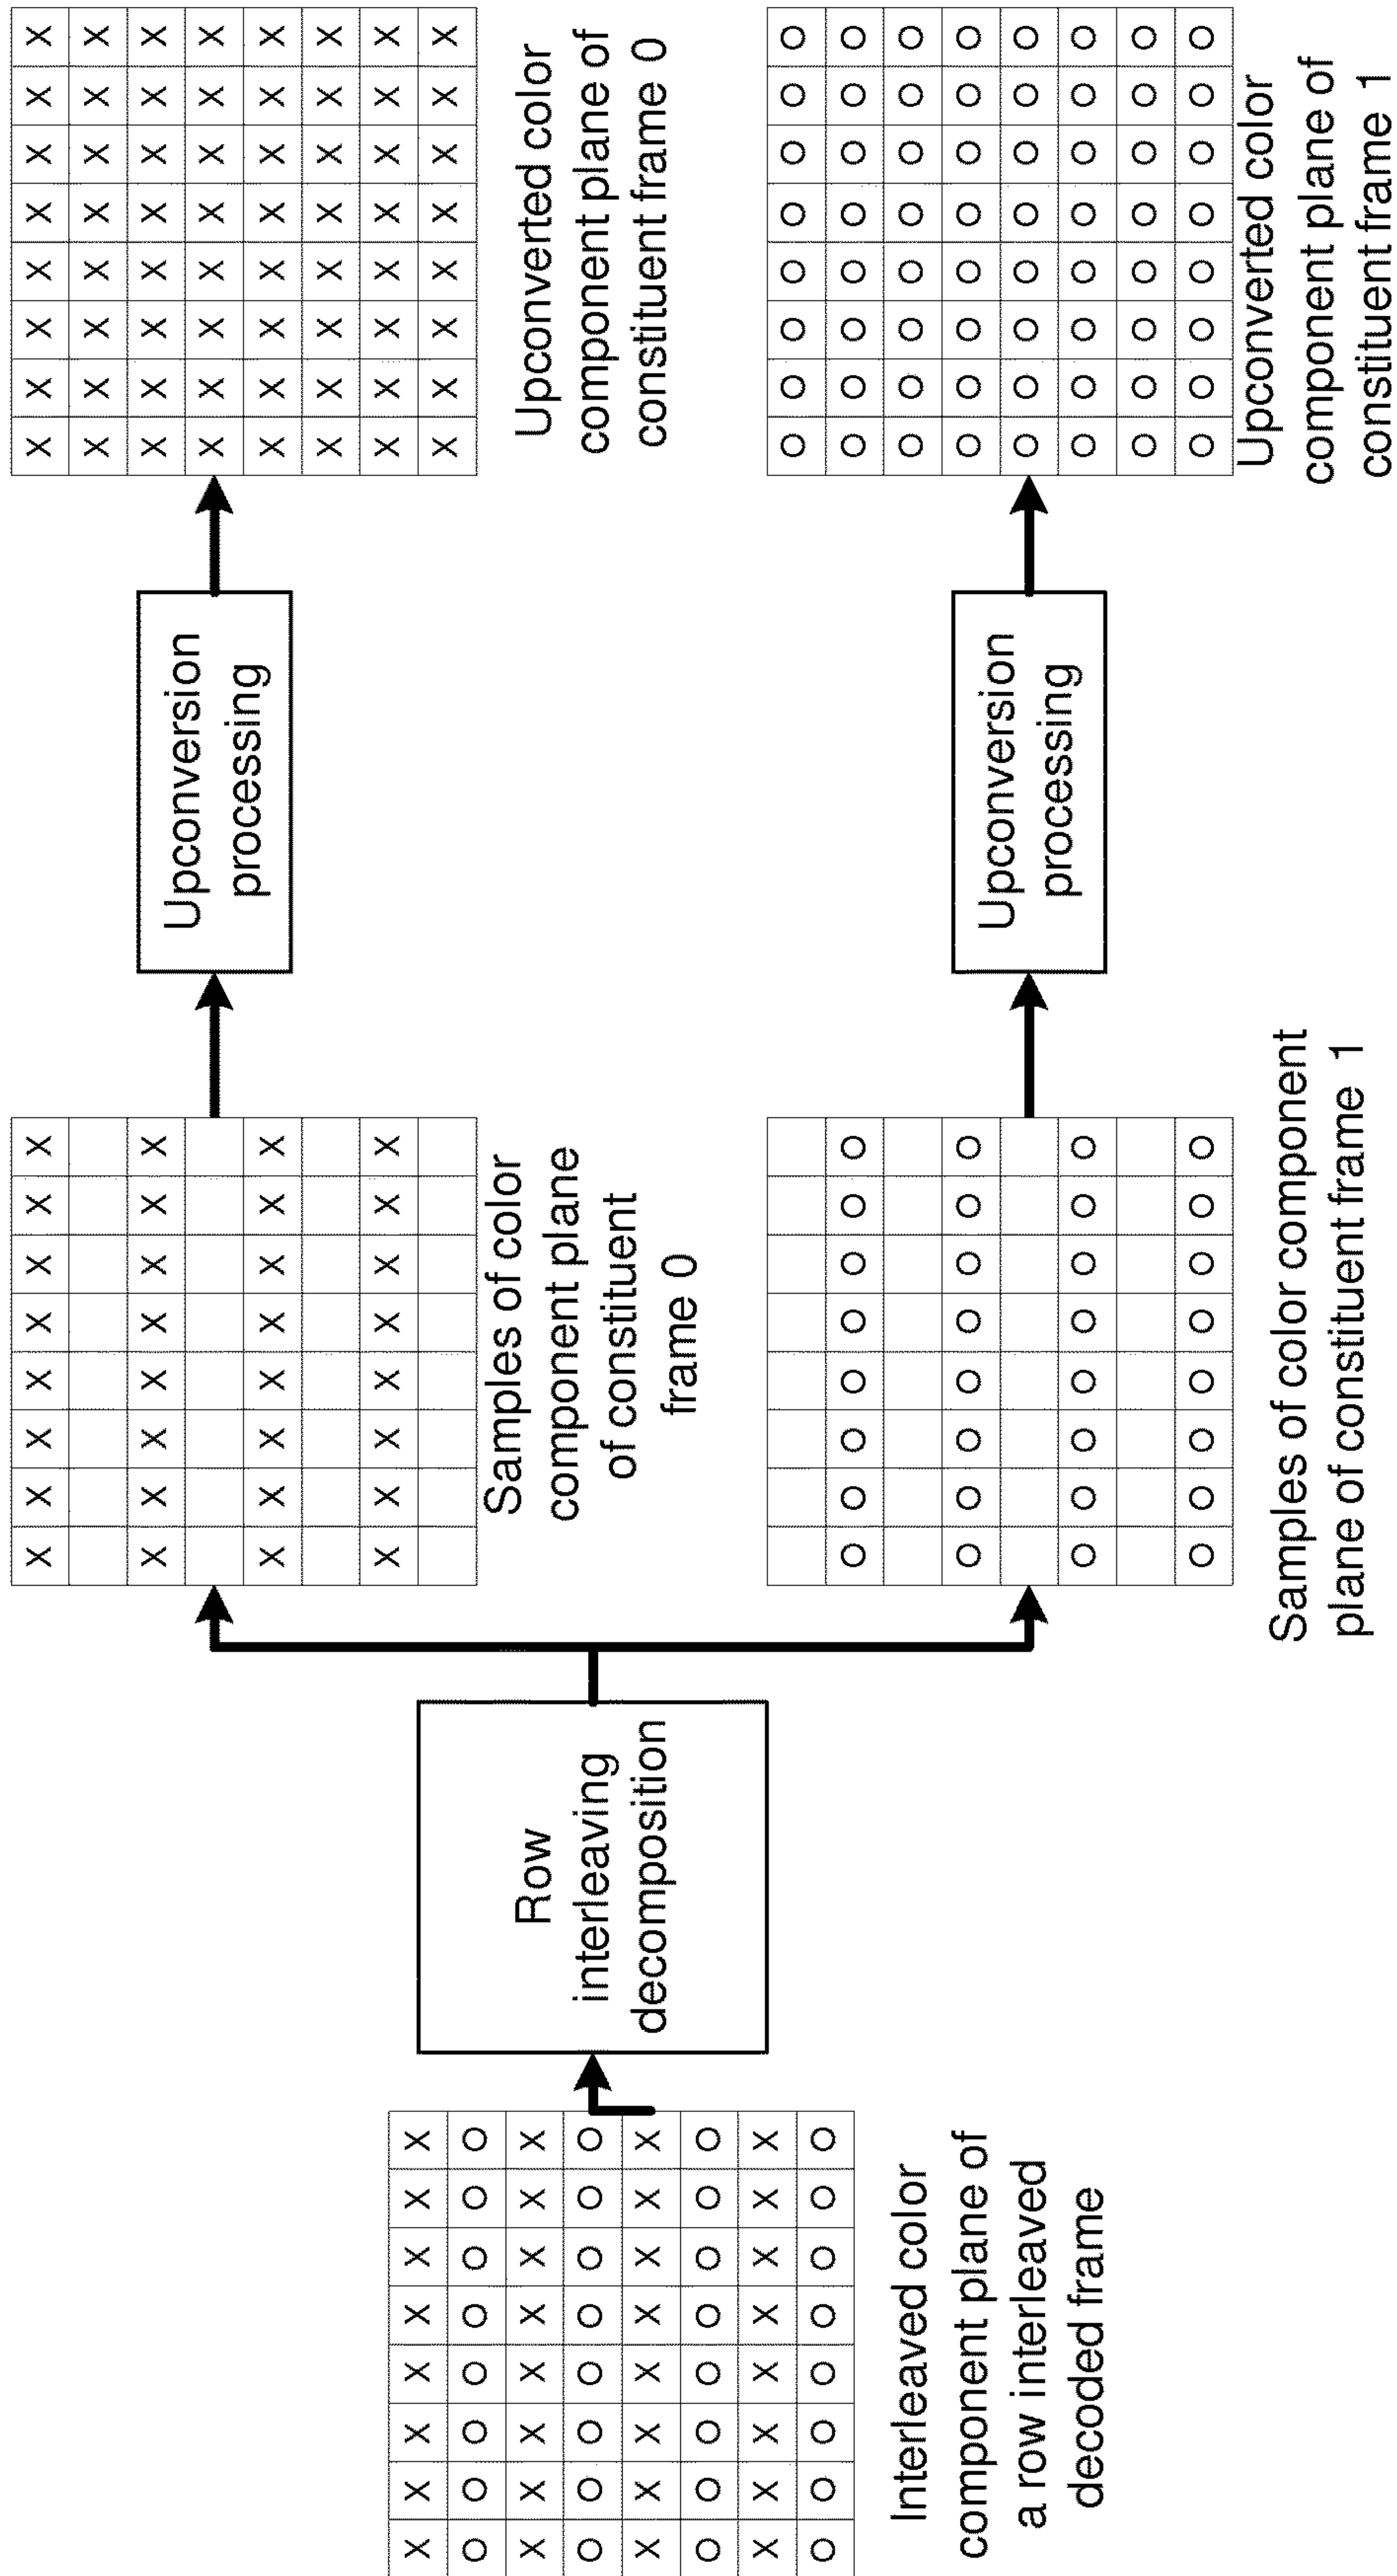 X X X X X X X X
O O O O O O O O
X X X X X X X X
O O O O O O O O
X X X X X X X X
O O O O O O O O
X X X X X X X X
O O O O O O O O
Interleaved color
component plane of
a row interleaved
decoded frame
Row
interleaving
decomposition
X X X X X X X X
X X X X X X X X
X X X X X X X X
X X X X X X X X
Samples of color
component plane
of constituent
frame 0
Upconversion
processing
X X X X X X X X
X X X X X X X X
X X X X X X X X
X X X X X X X X
X X X X X X X X
X X X X X X X X
X X X X X X X X
X X X X X X X X
Upconverted color
component plane of
constituent frame 0
O O O O O O O O
O O O O O O O O
O O O O O O O O
O O O O O O O O
Samples of color component
plane of constituent frame 1
Upconversion
processing
O O O O O O O O
O O O O O O O O
O O O O O O O O
O O O O O O O O
O O O O O O O O
O O O O O O O O
O O O O O O O O
O O O O O O O O
Upconverted color
component plane of
constituent frame 1